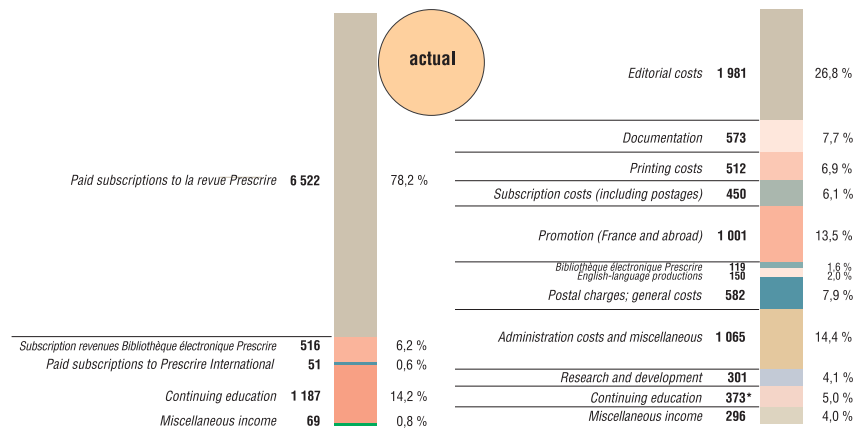 actual
Paid subscriptions to la revue Prescrire 6 522 78,2 %
Subscription revenues Bibliothèque électronique Prescrire 516 6,2 %
Paid subscriptions to Prescrire International 51 0,6 %
Continuing education 1 187 14,2 %
Miscellaneous income 69 0,8 %
Editorial costs 1 981 26,8 %
Documentation 573 7,7 %
Printing costs 512 6,9 %
Subscription costs (including postages) 450 6,1 %
Promotion (France and abroad) 1 001 13,5 %
Bibliothèque électronique Prescrire 119 1,6 %
English-language productions 150 2,0 %
Postal charges; general costs 582 7,9 %
Administration costs and miscellaneous 1 065 14,4 %
Research and development 301 4,1 %
Continuing education 373* 5,0 %
Miscellaneous income 296 4,0 %